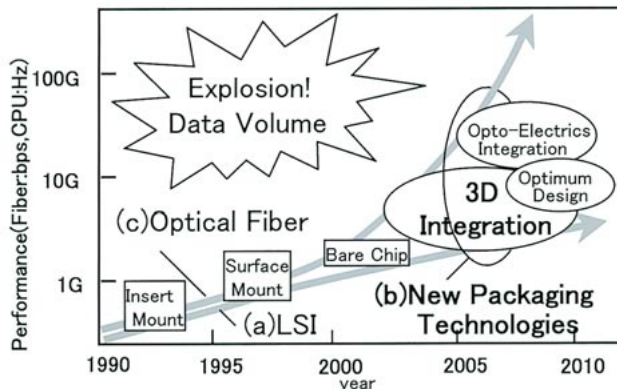 Performance(Fiber:bps,CPU:Hz)
100G
10G
1G
Explosion!
Data Volume
Opto-Electrics
Integration
Optimum
Design
3D
Integration
(c)Optical Fiber
Bare Chip
Surface
Mount
Insert
Mount
(a)LSI
(b)New Packaging
Technologies
1990
1995
2000
2005
2010
year